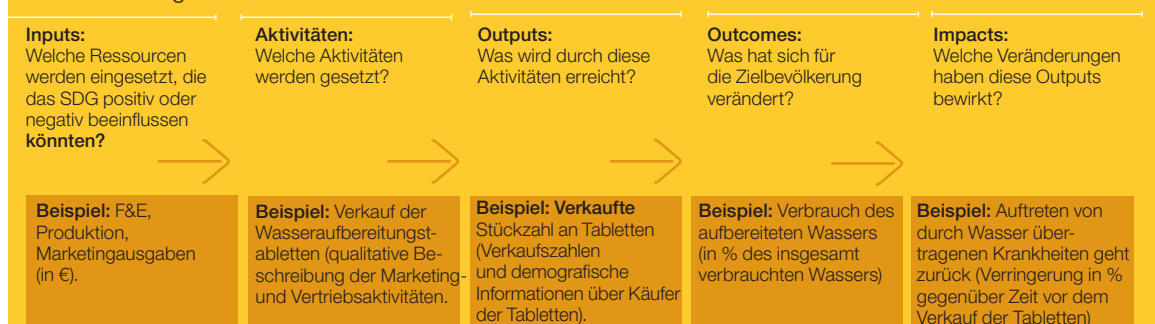 Inputs:
Welche Ressourcen
werden eingesetzt, die
das SDG positiv oder
negativ beeinflussen
könnten?
Aktivitäten:
Welche Aktivitäten
werden gesetzt?
Outputs:
Was wird durch diese
Aktivitäten erreicht?
Outcomes:
Was hat sich für
die Zielbevölkerung
verändert?
Impacts:
Welche Veränderungen
haben diese Outputs
bewirkt?
Beispiel: F&E,
Produktion,
Marketingausgaben
(in €).
Beispiel: Verkauf der
Wasseraufbereitungst-
abletten (qualitative Be-
schreibung der Marketing-
und Vertriebsaktivitäten.
Beispiel: Verkaufte
Stückzahl an Tabletten
(Verkaufszahlen
und demografische
Informationen über Käufer
der Tabletten).
Beispiel: Verbrauch des
aufbereiteten Wassers
(in % des insgesamt
verbrauchten Wassers)
Beispiel: Auftreten von
durch Wasser über-
tragenen Krankheiten geht
zurück (Verringerung in %
gegenüber Zeit vor dem
Verkauf der Tabletten)